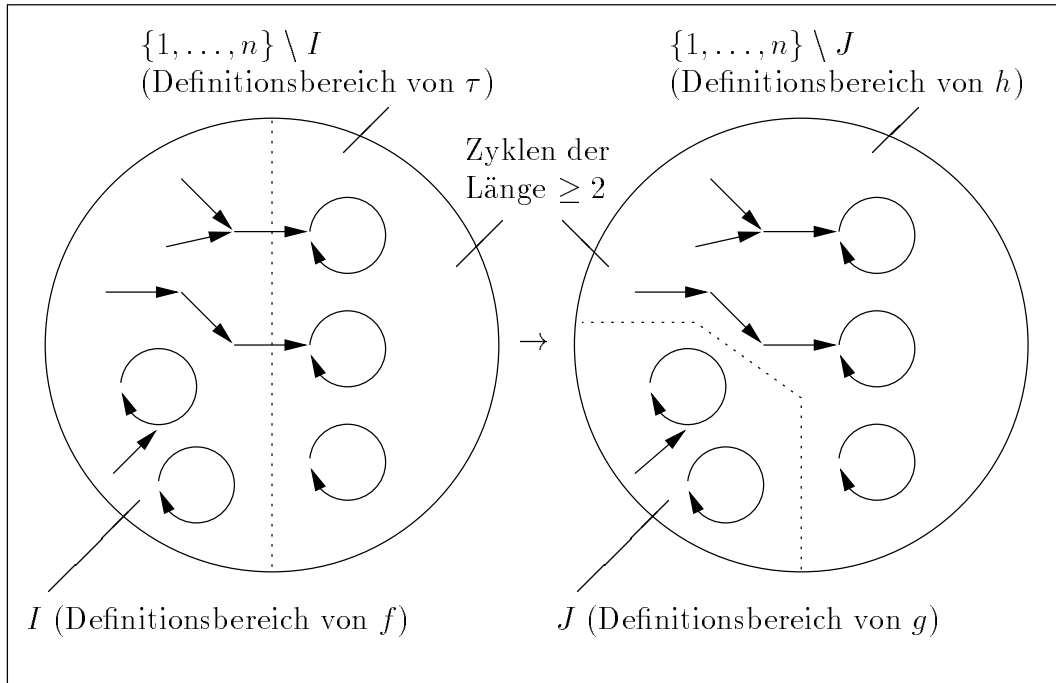 {1, . . . , n} \ I
(Definitionsbereich von τ)
{1, . . . , n} \ J
(Definitionsbereich von h)
Zyklen der
Länge ≥ 2
→
I (Definitionsbereich von f)
J (Definitionsbereich von g)